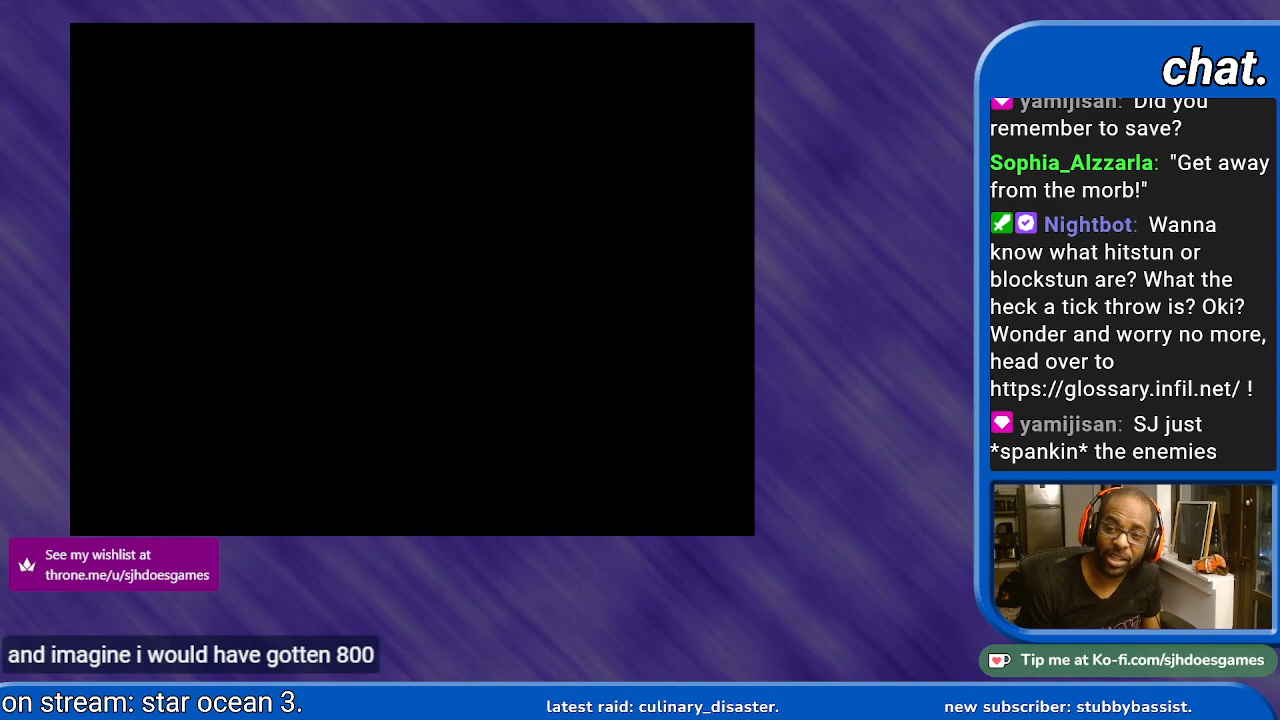 chat.
yamijisan: Did you
remember to save?
Sophia_Alzzarla: "Get away
from the morb!"
Nightbot: Wanna
know what hitstun or
blockstun are? What the
heck a tick throw is? Oki?
Wonder and worry no more,
head over to
https://glossary.infil.net/ !
yamijisan: SJ just
*spankin* the enemies
See my wishlist at
throne.me/u/sjhdoesgames
and imagine i would have gotten 800
Tip me at Ko-fi.com/sjhdoesgames
on stream: star ocean 3.
latest raid: culinary_disaster.
new subscriber: stubbybassist.